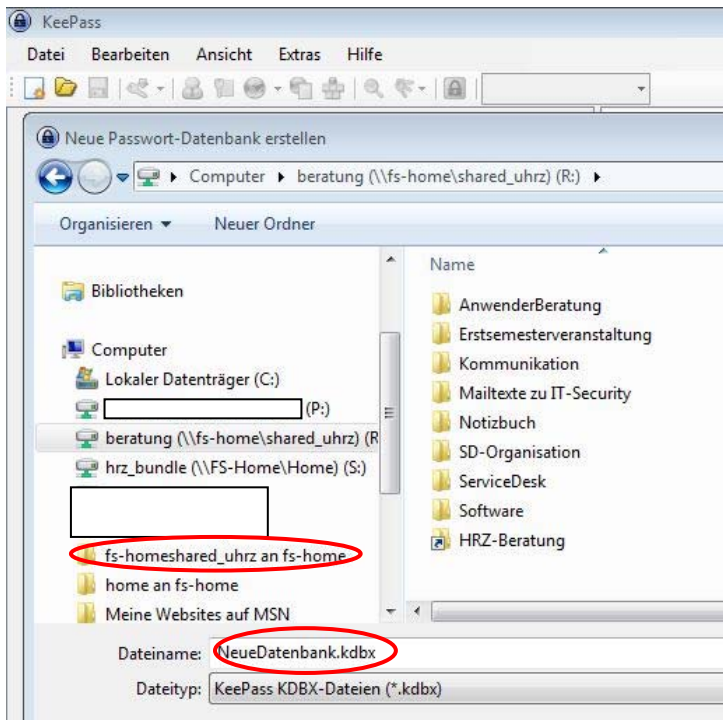 KeePass
Datei Bearbeiten Ansicht Extras Hilfe
Neue Passwort-Datenbank erstellen
Computer beratung (\\fs-home\shared_uhrz) (R:)
Organisieren Neuer Ordner
Name
Bibliotheken
Computer
Lokaler Datenträger (C:)
(P:)
beratung (\\fs-home\shared_uhrz) (R
hrz_bundle (\\FS-Home\Home) (S:)
fs-homeshared_uhrz an fs-home
home an fs-home
Meine Websites auf MSN
AnwenderBeratung
Erstsemesterveranstaltung
Kommunikation
Mailtexte zu IT-Security
Notizbuch
SD-Organisation
ServiceDesk
Software
HRZ-Beratung
Dateiname: NeueDatenbank.kdbx
Dateityp: KeePass KDBX-Dateien (*.kdbx)